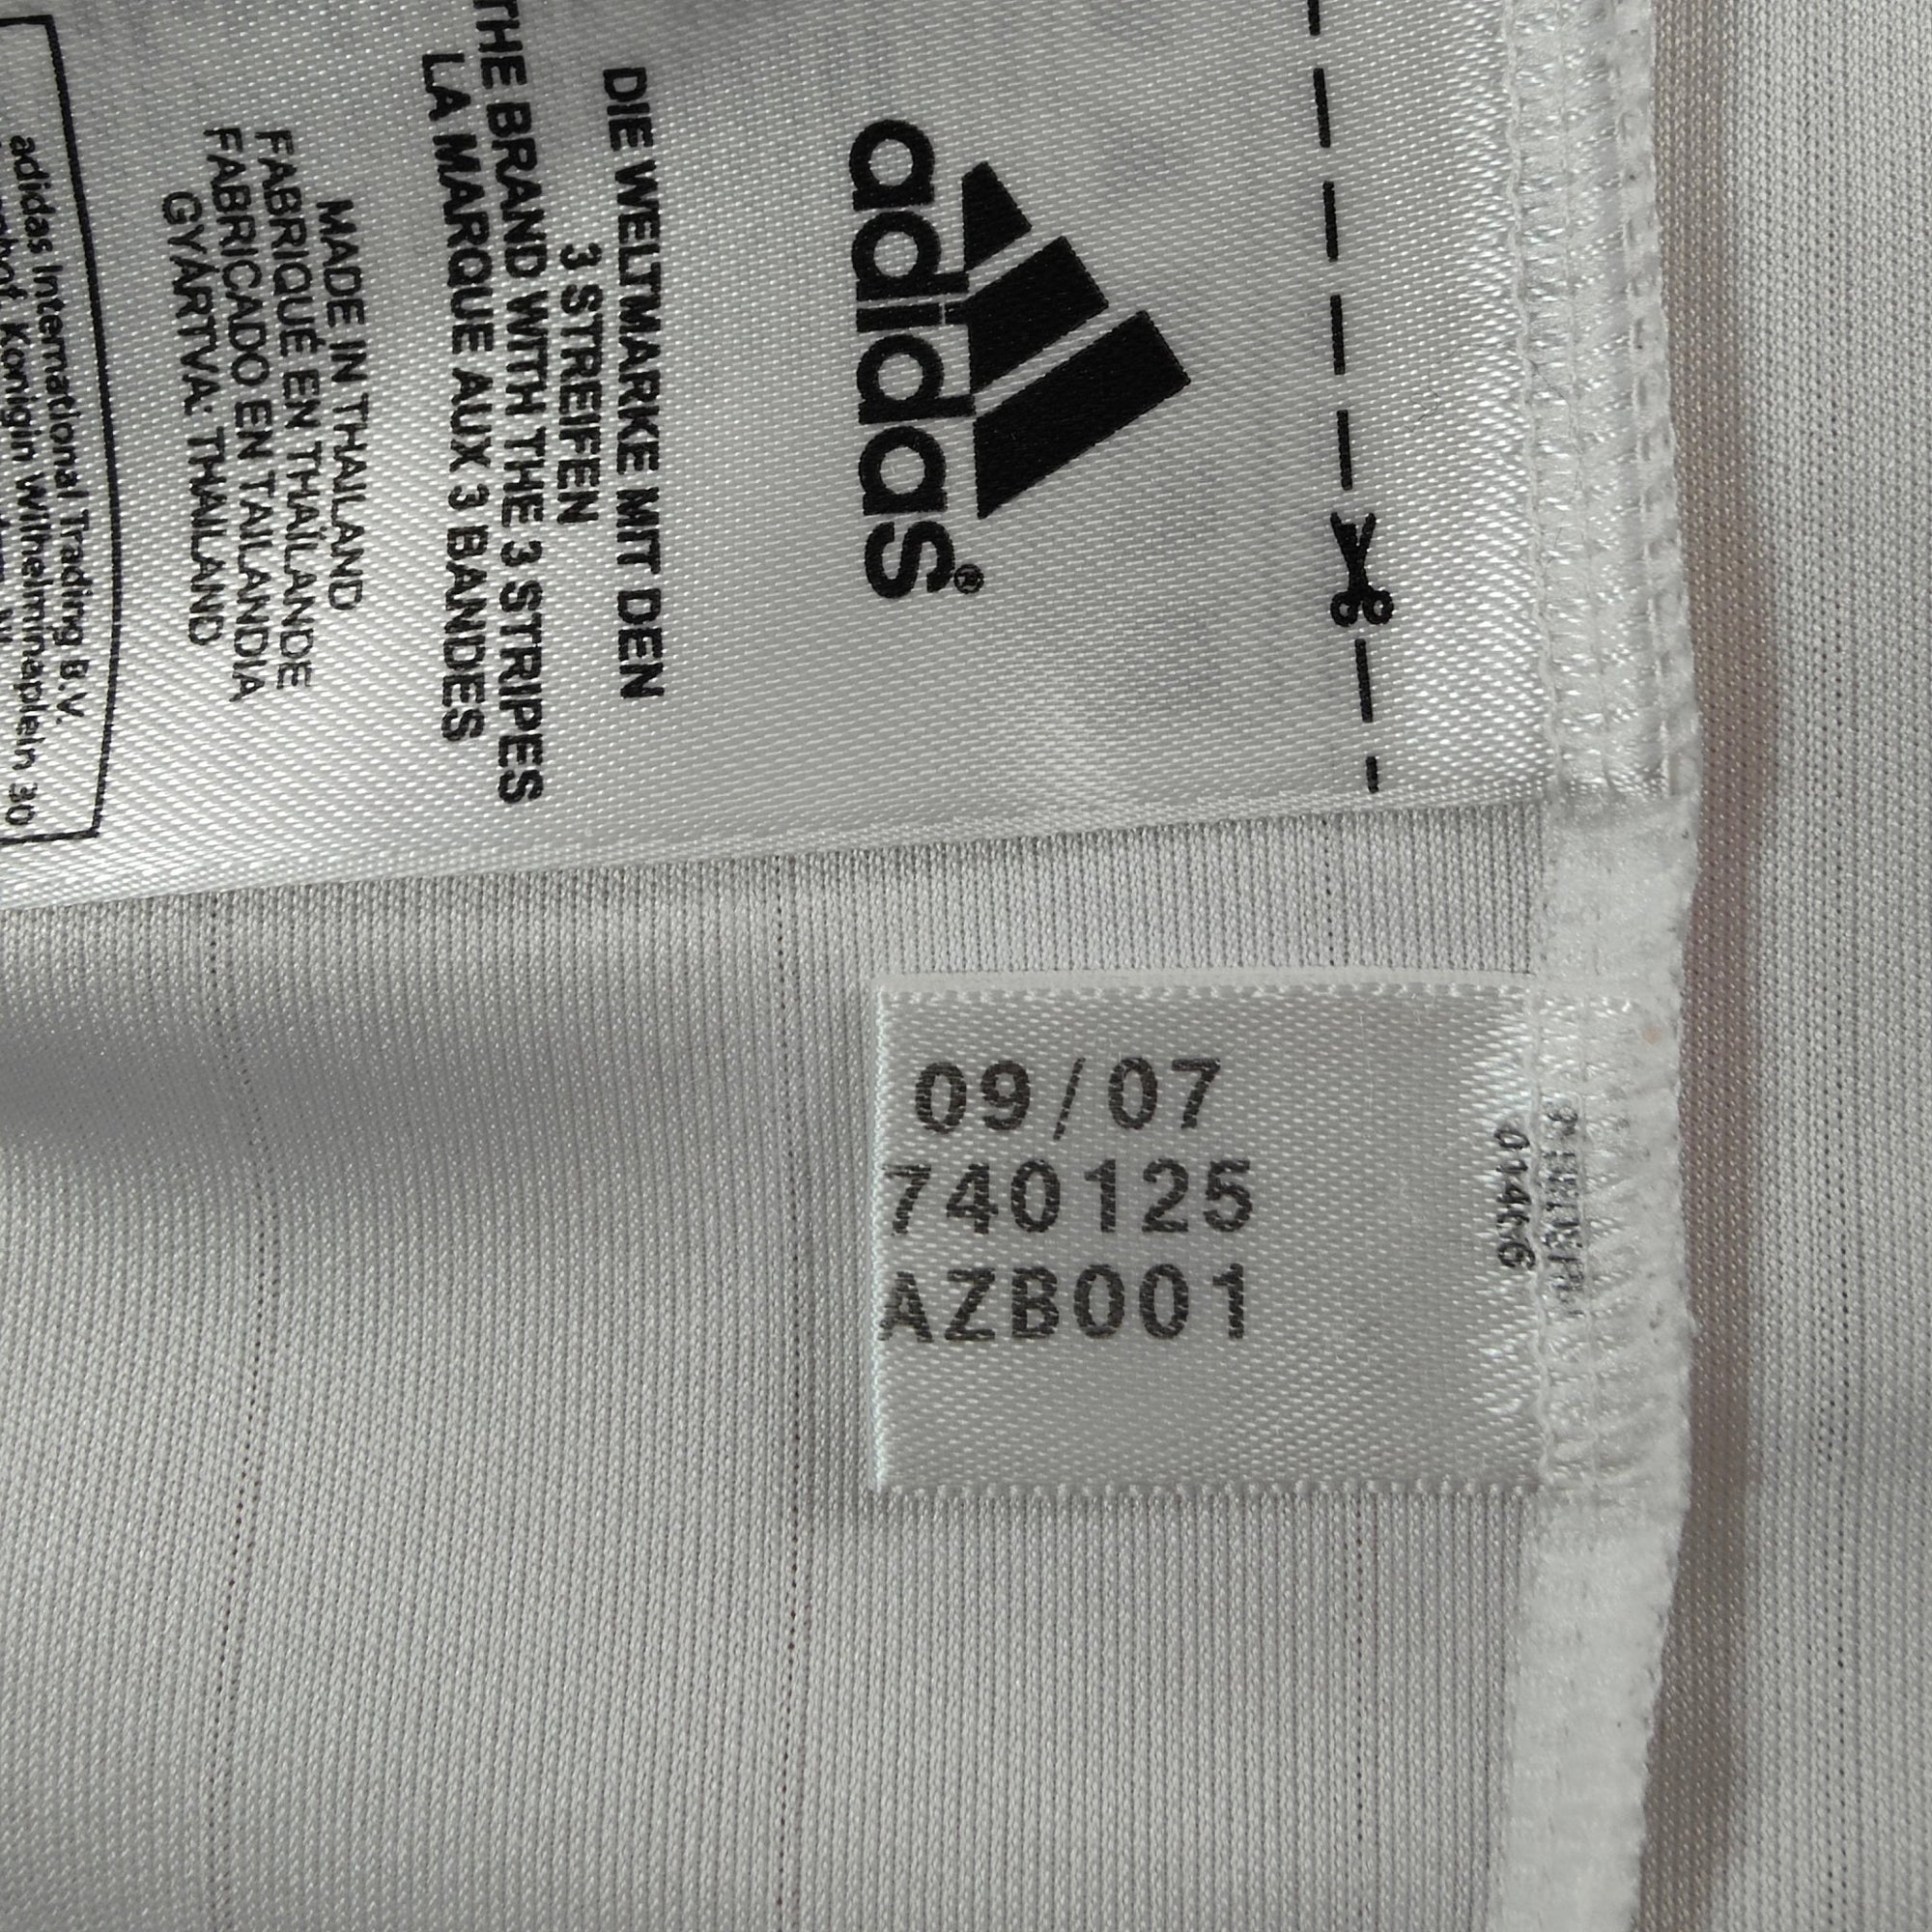 adidas®
DIE WELTMARKE MIT DEN
3 STREIFEN
THE BRAND WITH THE 3 STRIPES
LA MARQUE AUX 3 BANDES
MADE IN THAILAND
FABRIQUÉ EN THAÏLANDE
FABRICADO EN TAILANDIA
GYÁRTVA: THAILAND
adidas International Trading B.V.
Koningin Wilhelminaplein 30
09/07
740125
AZB001